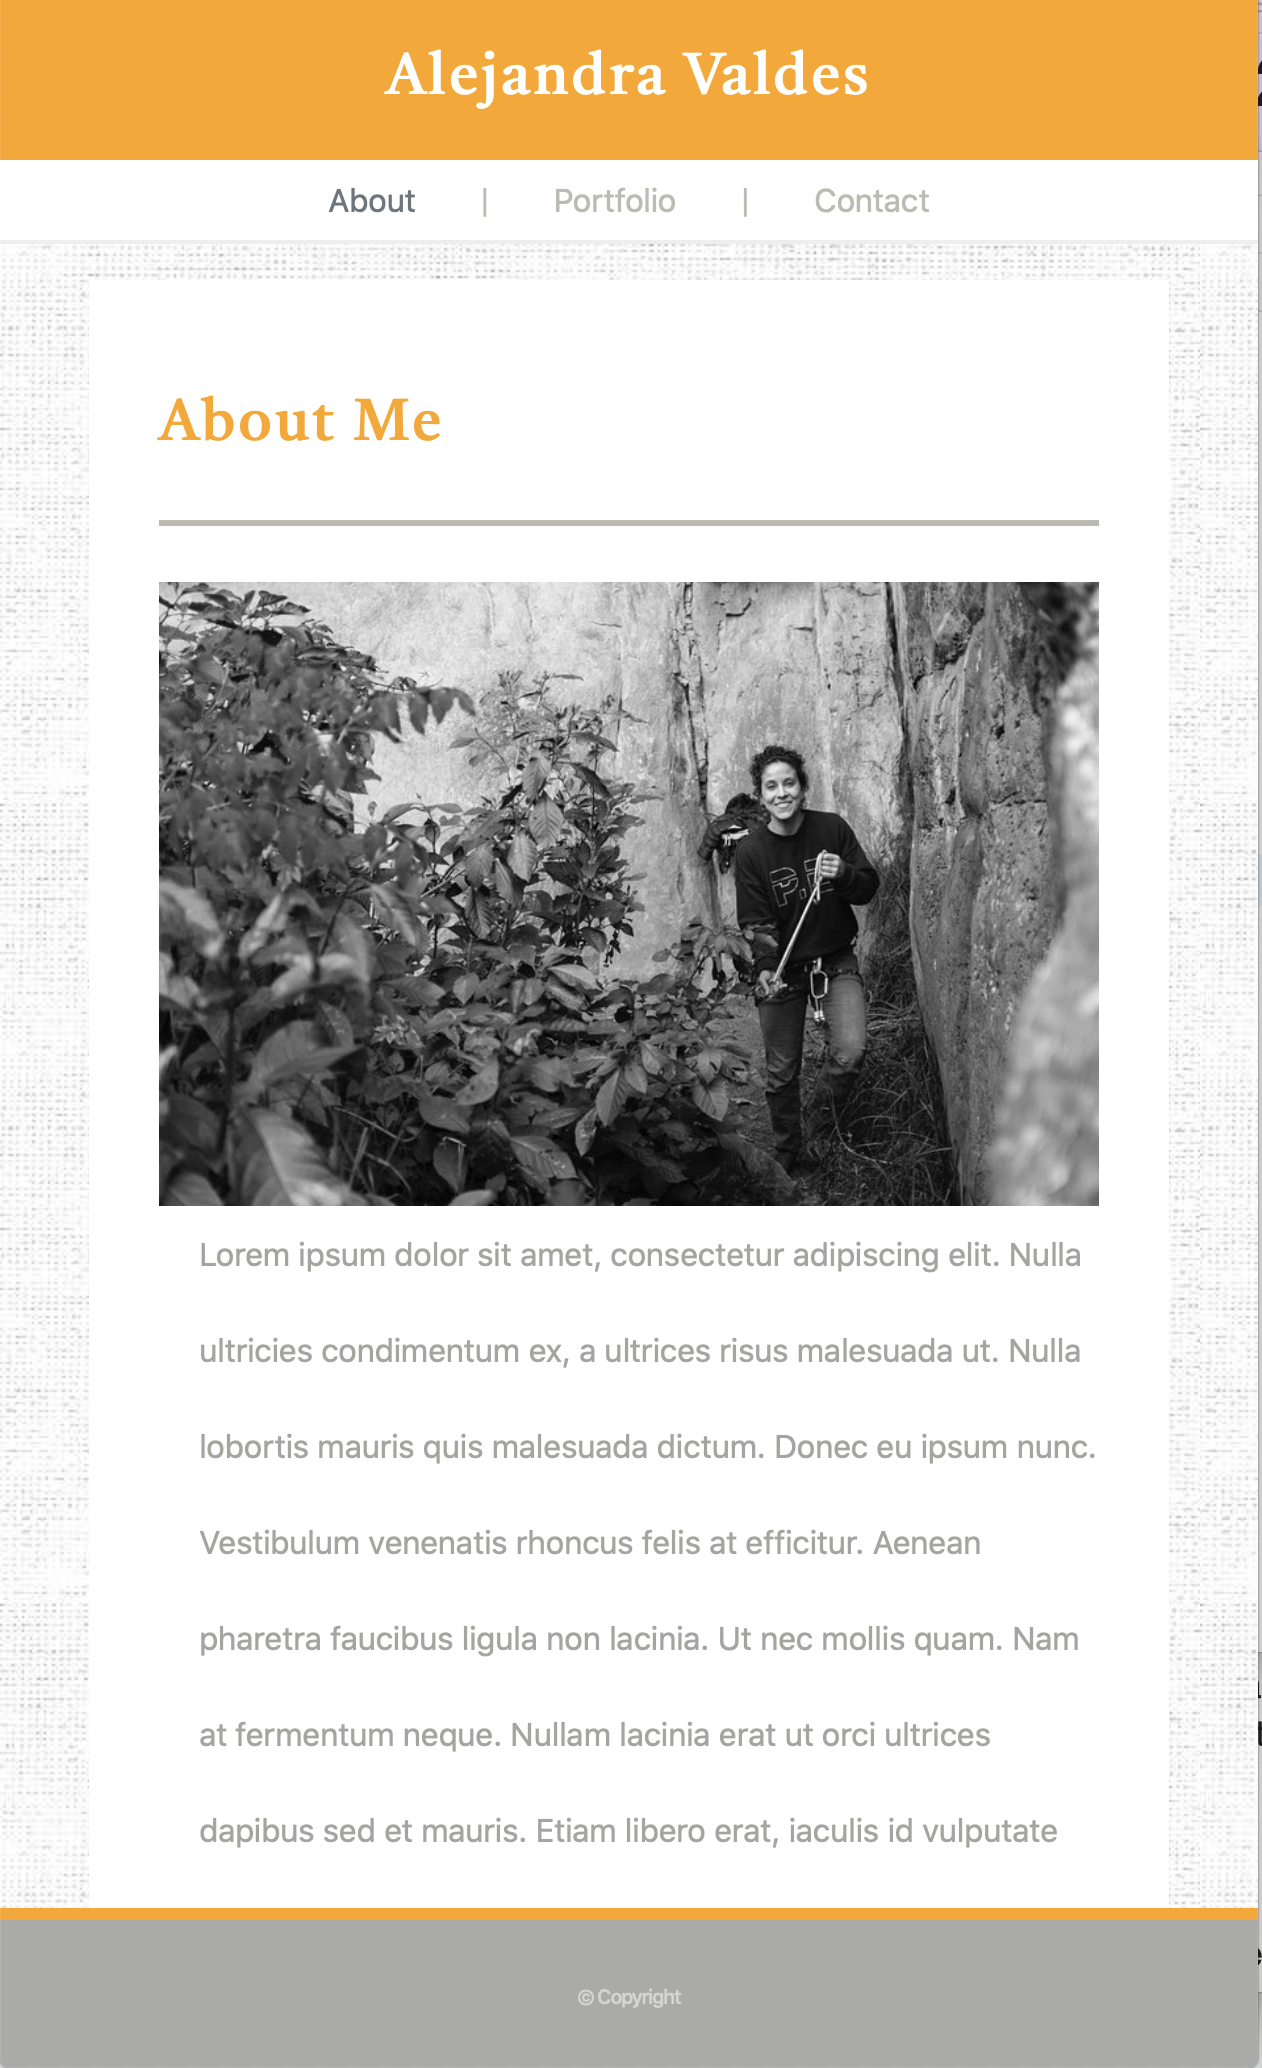 Alejandra Valdes
About | Portfolio | Contact
About Me
Lorem ipsum dolor sit amet, consectetur adipiscing elit. Nulla
ultricies condimentum ex, a ultrices risus malesuada ut. Nulla
lobortis mauris quis malesuada dictum. Donec eu ipsum nunc.
Vestibulum venenatis rhoncus felis at efficitur. Aenean
pharetra faucibus ligula non lacinia. Ut nec mollis quam. Nam
at fermentum neque. Nullam lacinia erat ut orci ultrices
dapibus sed et mauris. Etiam libero erat, iaculis id vulputate
© Copyright